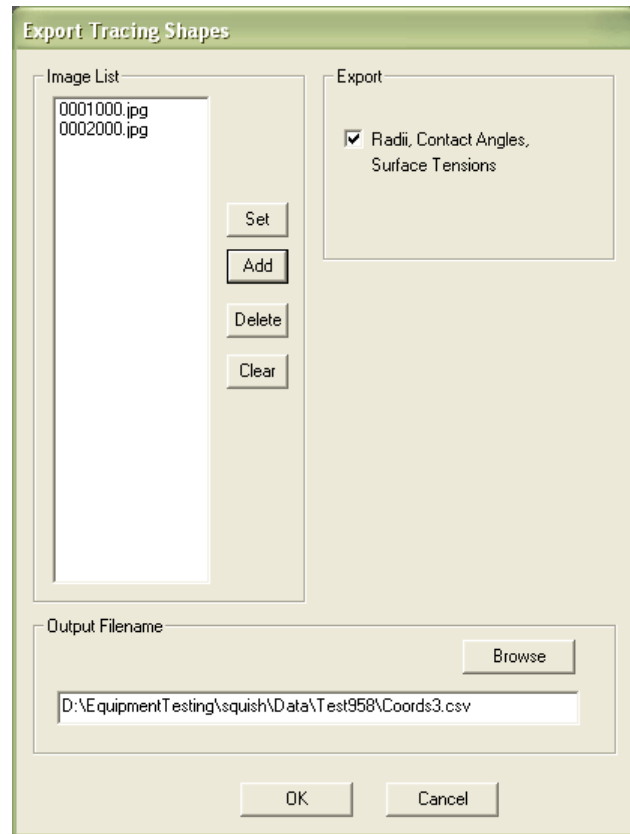 Export Tracing Shapes
Image List
0001000.jpg
0002000.jpg
Set
Add
Delete
Clear
Export
Radii, Contact Angles,
Surface Tensions
Output Filename
Browse
D:\EquipmentTesting\squish\Data\Test958\Coords3.csv
OK
Cancel